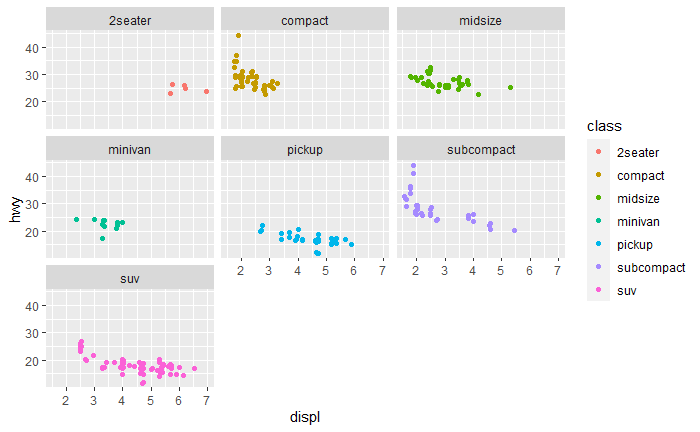 2seater compact midsize
40
30
20
minivan pickup subcompact
40
30
20
hwy
2 3 4 5 6 7 2 3 4 5 6 7
suv
40
30
20
2 3 4 5 6 7
displ
class
2seater
compact
midsize
minivan
pickup
subcompact
suv